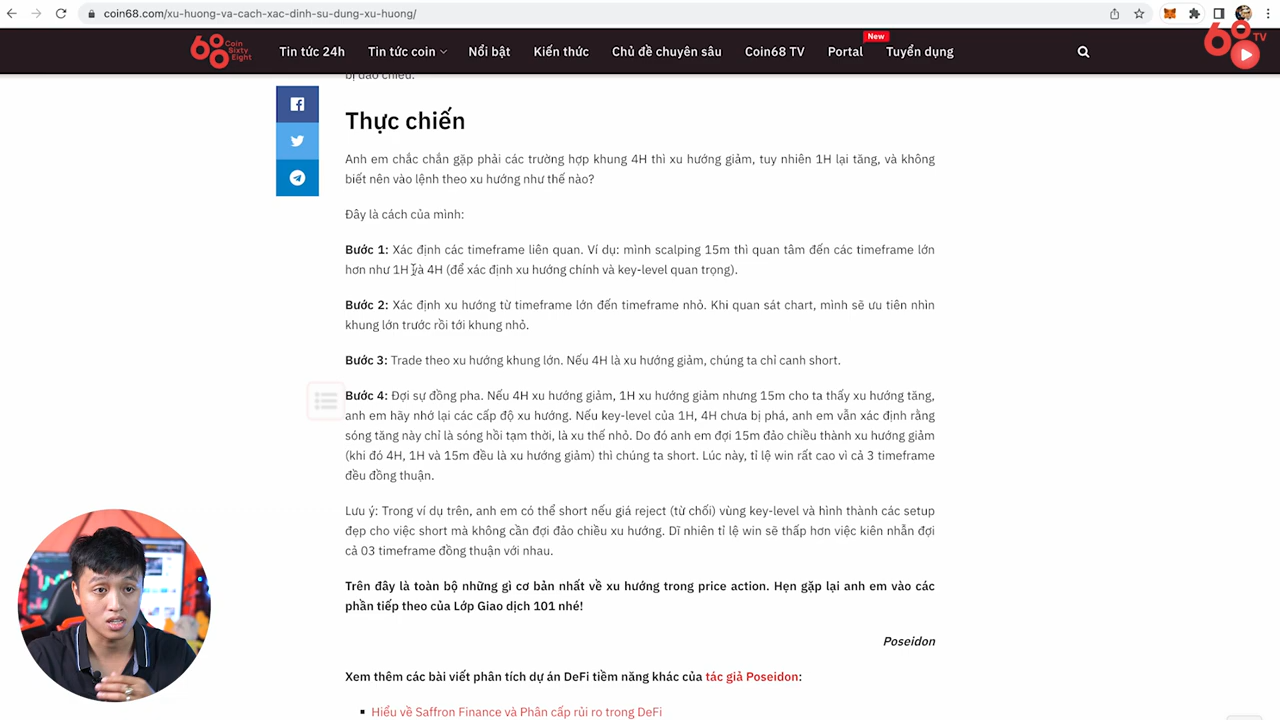 coin68.com/xu-huong-va-cach-xac-dinh-su-dung-xu-huong/
68 Coin Sixty Eight
Tin tức 24h
Tin tức coin
Nổi bật
Kiến thức
Chủ đề chuyên sâu
Coin68 TV
Portal
New
Tuyển dụng
68 TV
bị đảo chiều.
Thực chiến
Anh em chắc chắn gặp phải các trường hợp khung 4H thì xu hướng giảm, tuy nhiên 1H lại tăng, và không
biết nên vào lệnh theo xu hướng như thế nào?
Đây là cách của mình:
Bước 1: Xác định các timeframe liên quan. Ví dụ: mình scalping 15m thì quan tâm đến các timeframe lớn
hơn như 1H và 4H (để xác định xu hướng chính và key-level quan trọng).
Bước 2: Xác định xu hướng từ timeframe lớn đến timeframe nhỏ. Khi quan sát chart, mình sẽ ưu tiên nhìn
khung lớn trước rồi tới khung nhỏ.
Bước 3: Trade theo xu hướng khung lớn. Nếu 4H là xu hướng giảm, chúng ta chỉ canh short.
Bước 4: Đợi sự đồng pha. Nếu 4H xu hướng giảm, 1H xu hướng giảm nhưng 15m cho ta thấy xu hướng tăng,
anh em hãy nhớ lại các cấp độ xu hướng. Nếu key-level của 1H, 4H chưa bị phá, anh em vẫn xác định rằng
sóng tăng này chỉ là sóng hồi tạm thời, là xu thế nhỏ. Do đó anh em đợi 15m đảo chiều thành xu hướng giảm
(khi đó 4H, 1H và 15m đều là xu hướng giảm) thì chúng ta short. Lúc này, tỉ lệ win rất cao vì cả 3 timeframe
đều đồng thuận.
Lưu ý: Trong ví dụ trên, anh em có thể short nếu giá reject (từ chối) vùng key-level và hình thành các setup
đẹp cho việc short mà không cần đợi đảo chiều xu hướng. Dĩ nhiên tỉ lệ win sẽ thấp hơn việc kiên nhẫn đợi
cả 03 timeframe đồng thuận với nhau.
Trên đây là toàn bộ những gì cơ bản nhất về xu hướng trong price action. Hẹn gặp lại anh em vào các
phần tiếp theo của Lớp Giao dịch 101 nhé!
Poseidon
Xem thêm các bài viết phân tích dự án DeFi tiềm năng khác của tác giả Poseidon:
Hiểu về Saffron Finance và Phân cấp rủi ro trong DeFi